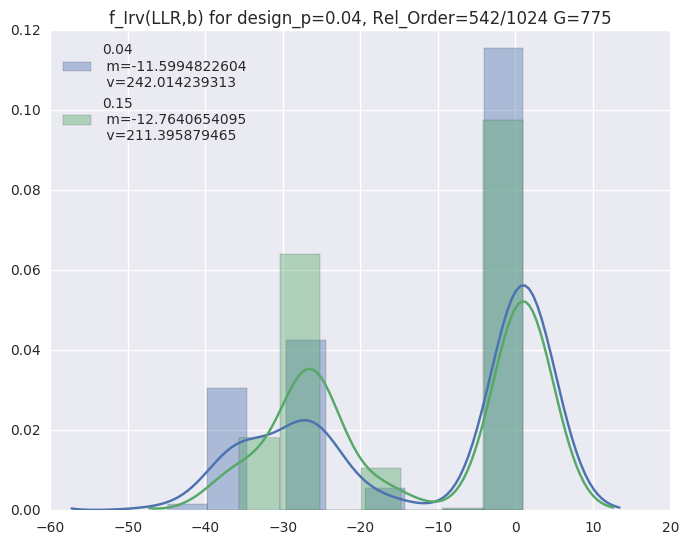 f_Irv(LLR,b) for design_p=0.04, Rel_Order=542/1024 G=775
0.04
m=-11.5994822604
v=242.014239313
0.15
m=-12.7640654095
v=211.395879465
0.12
0.10
0.08
0.06
0.04
0.02
0.00
−60 −50 −40 −30 −20 −10 0 10 20